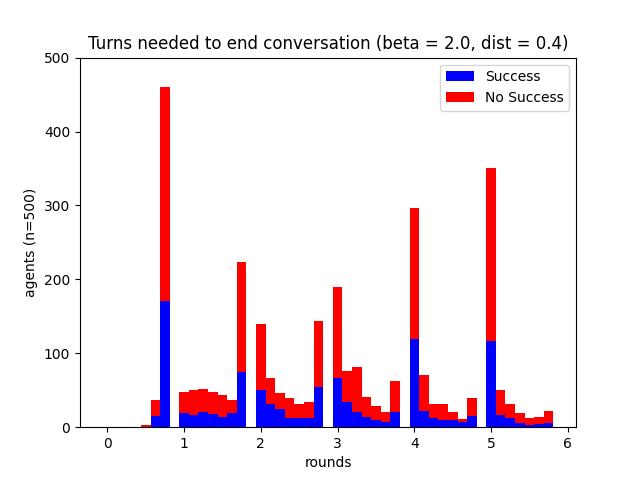 Turns needed to end conversation (beta = 2.0, dist = 0.4)
Success
No Success
500
400
300
200
100
0
agents (n=500)
0 1 2 3 4 5 6
rounds